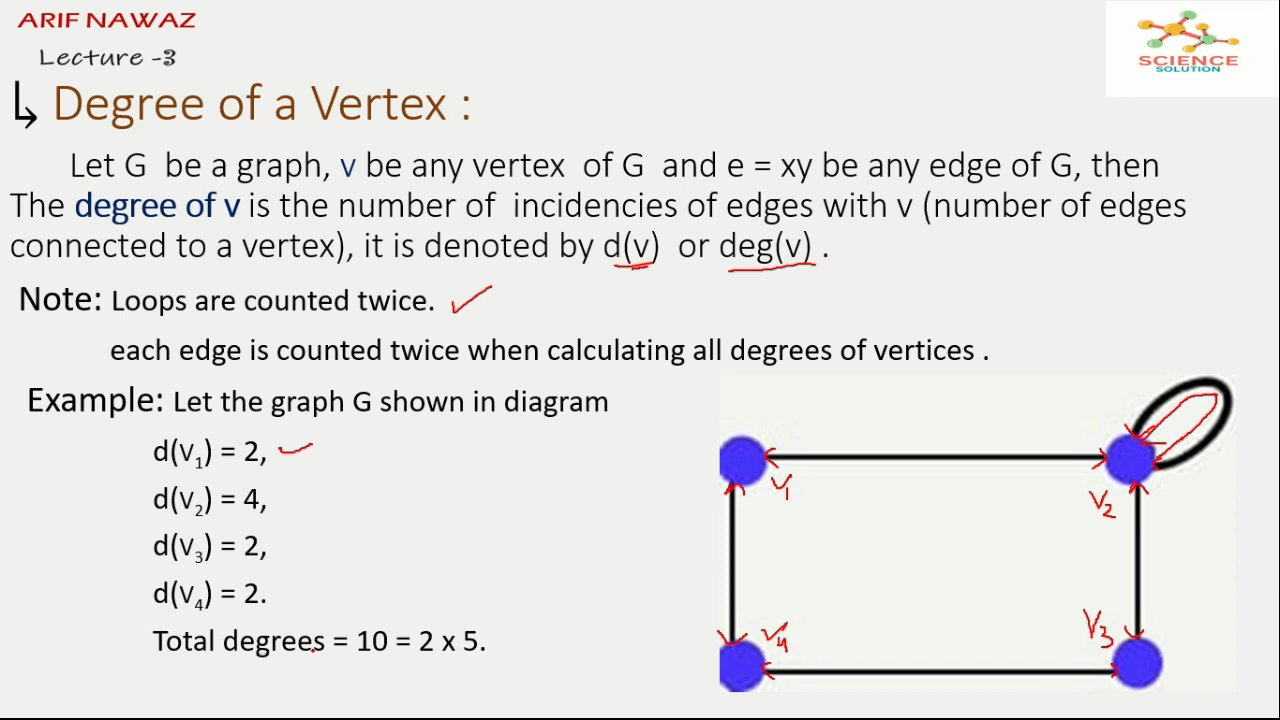 ARIF NAWAZ
Lecture -3
SCIENCE
SOLUTION
↳ Degree of a Vertex :
Let G be a graph, v be any vertex of G and e = xy be any edge of G, then
The degree of v is the number of incidencies of edges with v (number of edges
connected to a vertex), it is denoted by d(v) or deg(v) .
Note: Loops are counted twice. ✓
each edge is counted twice when calculating all degrees of vertices .
Example: Let the graph G shown in diagram
d(v₁) = 2, ✓
d(v₂) = 4,
d(v₃) = 2,
d(v₄) = 2.
Total degrees = 10 = 2 x 5.
V₁
V₂
V₄
V₃